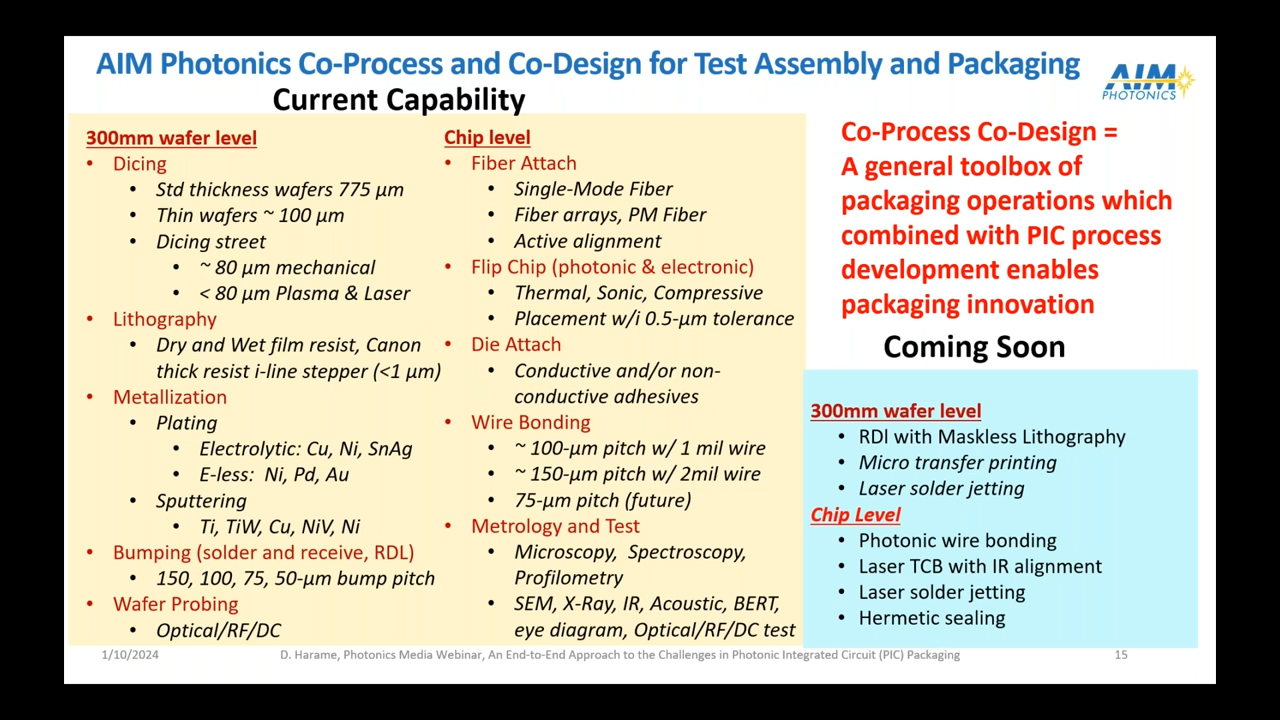 AIM Photonics Co-Process and Co-Design for Test Assembly and Packaging
AIM
PHOTONICS
Current Capability
300mm wafer level
• Dicing
• Std thickness wafers 775 µm
• Thin wafers ~ 100 µm
• Dicing street
• ~ 80 µm mechanical
• < 80 µm Plasma & Laser
• Lithography
• Dry and Wet film resist, Canon
thick resist i-line stepper (<1 µm)
• Metallization
• Plating
• Electrolytic: Cu, Ni, SnAg
• E-less: Ni, Pd, Au
• Sputtering
• Ti, TiW, Cu, NiV, Ni
• Bumping (solder and receive, RDL)
• 150, 100, 75, 50-µm bump pitch
• Wafer Probing
• Optical/RF/DC
Chip level
• Fiber Attach
• Single-Mode Fiber
• Fiber arrays, PM Fiber
• Active alignment
• Flip Chip (photonic & electronic)
• Thermal, Sonic, Compressive
• Placement w/i 0.5-µm tolerance
• Die Attach
• Conductive and/or non-
conductive adhesives
• Wire Bonding
• ~ 100-µm pitch w/ 1 mil wire
• ~ 150-µm pitch w/ 2mil wire
• 75-µm pitch (future)
• Metrology and Test
• Microscopy, Spectroscopy,
Profilometry
• SEM, X-Ray, IR, Acoustic, BERT,
eye diagram, Optical/RF/DC test
Co-Process Co-Design =
A general toolbox of
packaging operations which
combined with PIC process
development enables
packaging innovation
Coming Soon
300mm wafer level
• RDl with Maskless Lithography
• Micro transfer printing
• Laser solder jetting
Chip Level
• Photonic wire bonding
• Laser TCB with IR alignment
• Laser solder jetting
• Hermetic sealing
1/10/2024
D. Harame, Photonics Media Webinar, An End-to-End Approach to the Challenges in Photonic Integrated Circuit (PIC) Packaging
15